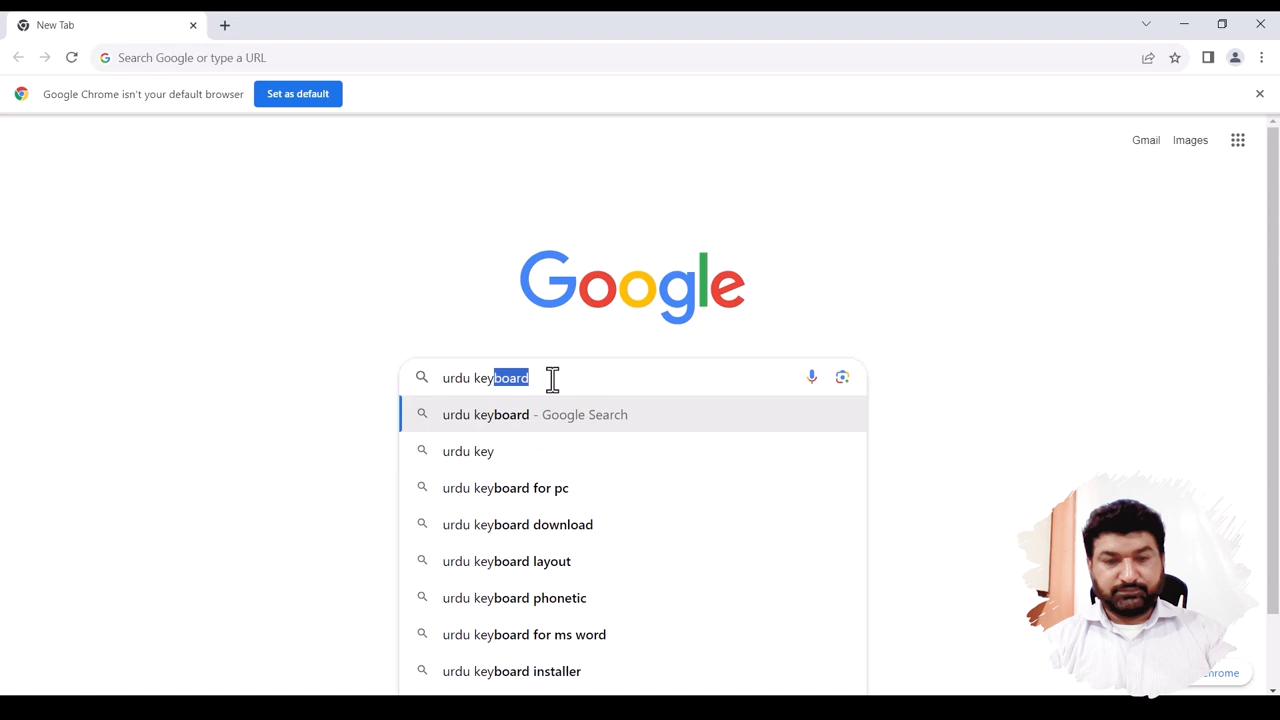 New Tab
Search Google or type a URL
Google Chrome isn't your default browser Set as default
Gmail Images
Google
urdu keyboard
urdu keyboard - Google Search
urdu key
urdu keyboard for pc
urdu keyboard download
urdu keyboard layout
urdu keyboard phonetic
urdu keyboard for ms word
urdu keyboard installer
hrome